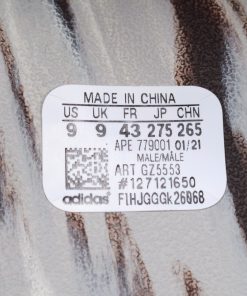 MADE IN CHINA
US UK FR JP CHN
9 9 43 275 265
APE 779001 01/21
MALE/MÂLE
ART GZ5553
#127121650
adidas F1HJGGGK26068